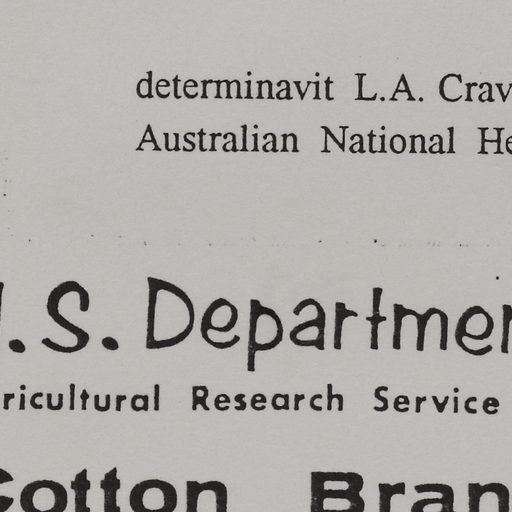 determinavit L.A. Crav
Australian National He
.S. Departmen
ricultural Research Service
Cotton Bran